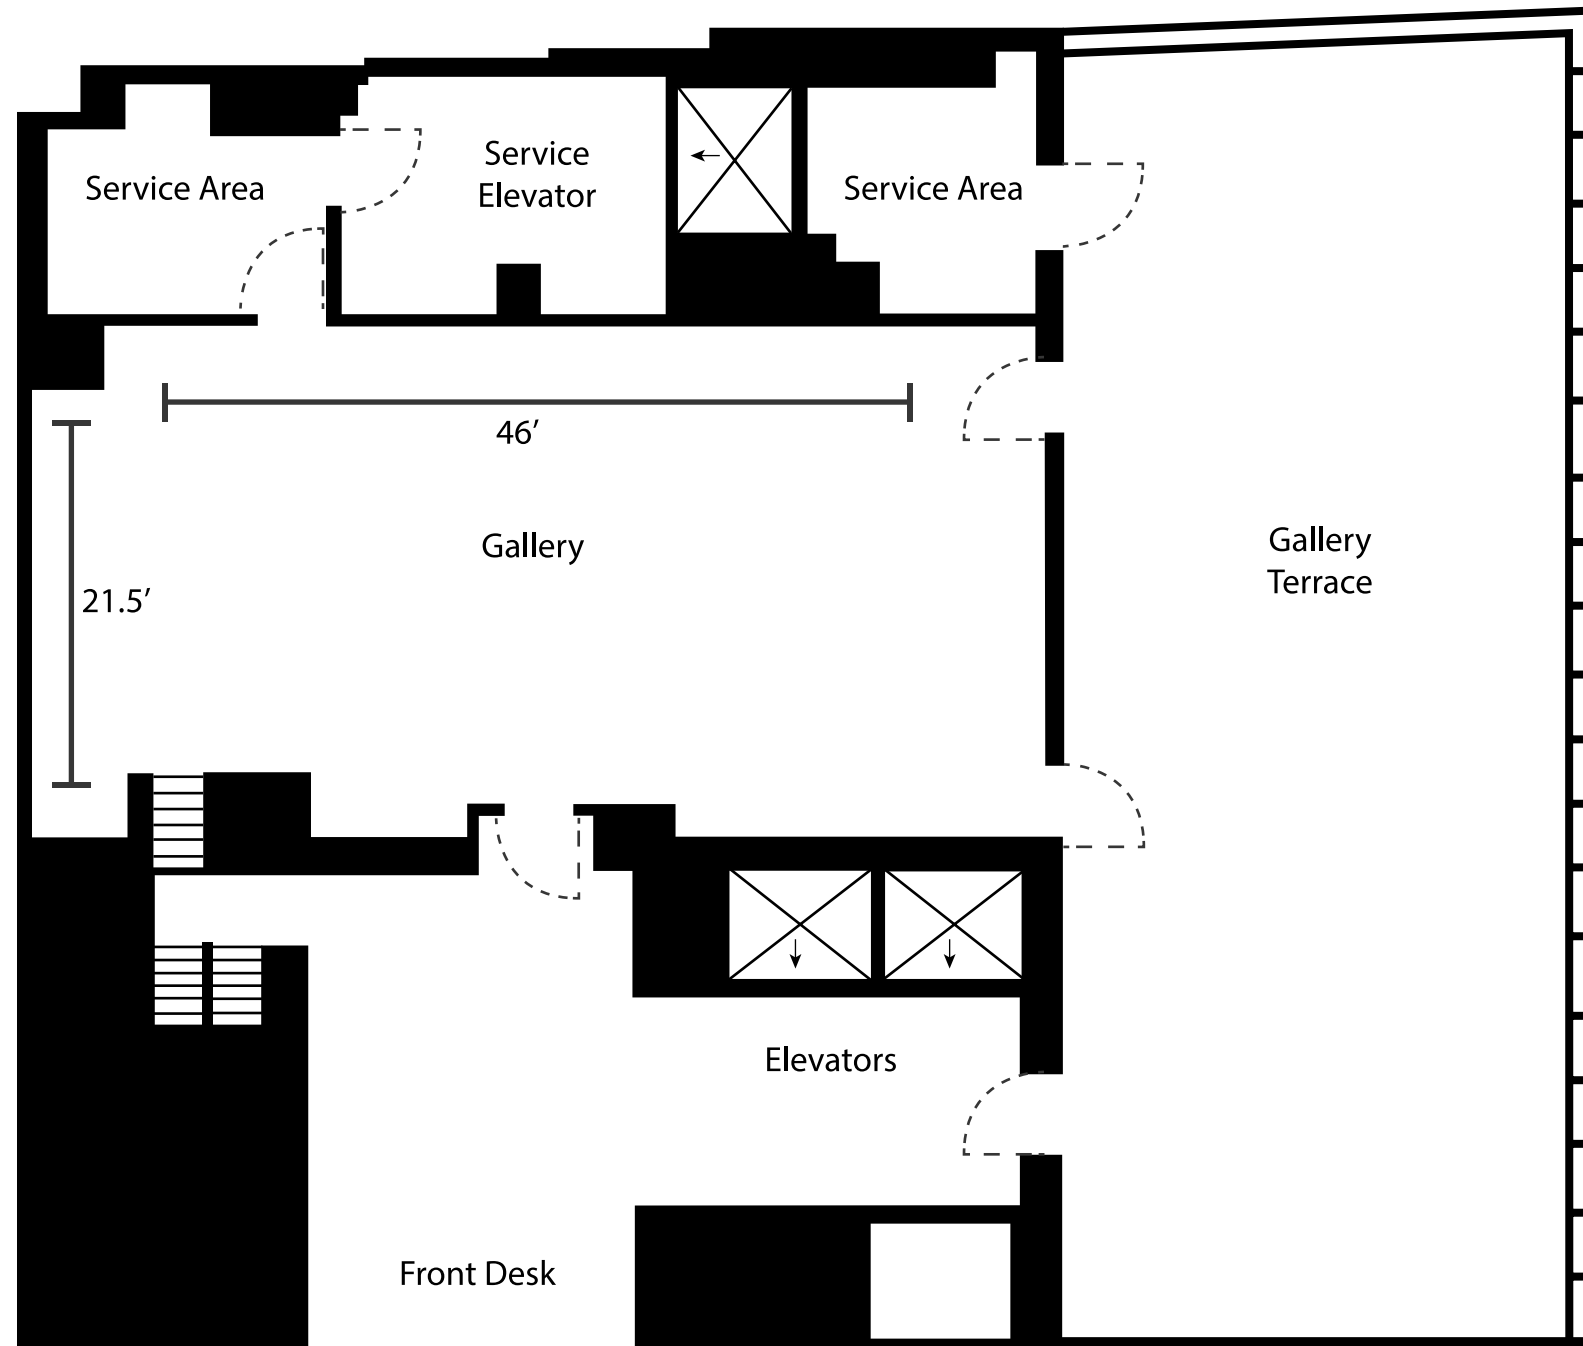 Service Area
Service
Elevator
Service Area
46′
Gallery
21.5′
Gallery
Terrace
Elevators
Front Desk